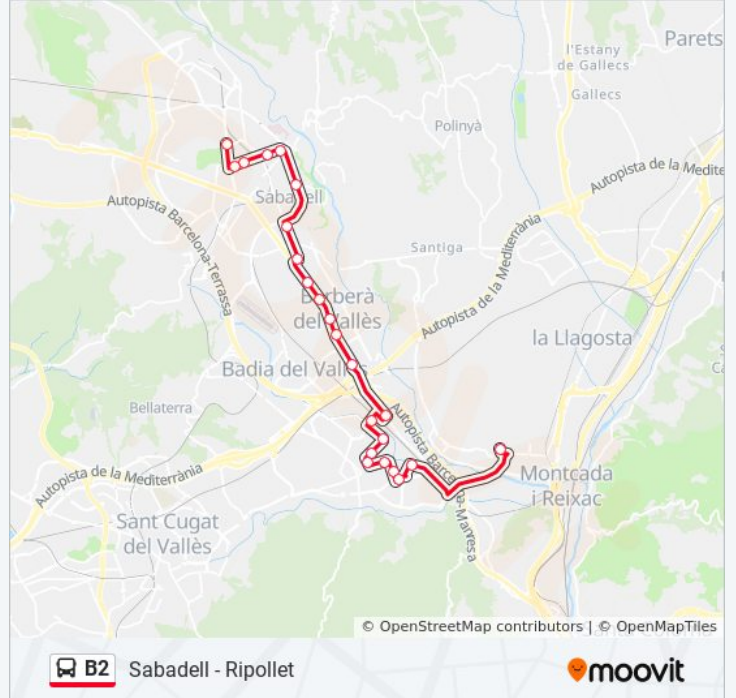 Parets
l'Estany
de Gallecs
Gallecs
Polinyà
Autopista de la Medite
Sabadell
Autopista Barcelona-Terrassa
Santiga
Autopista de la Mediterrània
Barberà
del Vallès
la Llagosta
Badia del Vallès
Bellaterra
Autopista Barcelona-Manresa
Autopista de la Mediterrània
Montcada
i Reixac
Sant Cugat
del Vallès
© OpenStreetMap contributors | © OpenMapTiles
B2 Sabadell - Ripollet
moovit